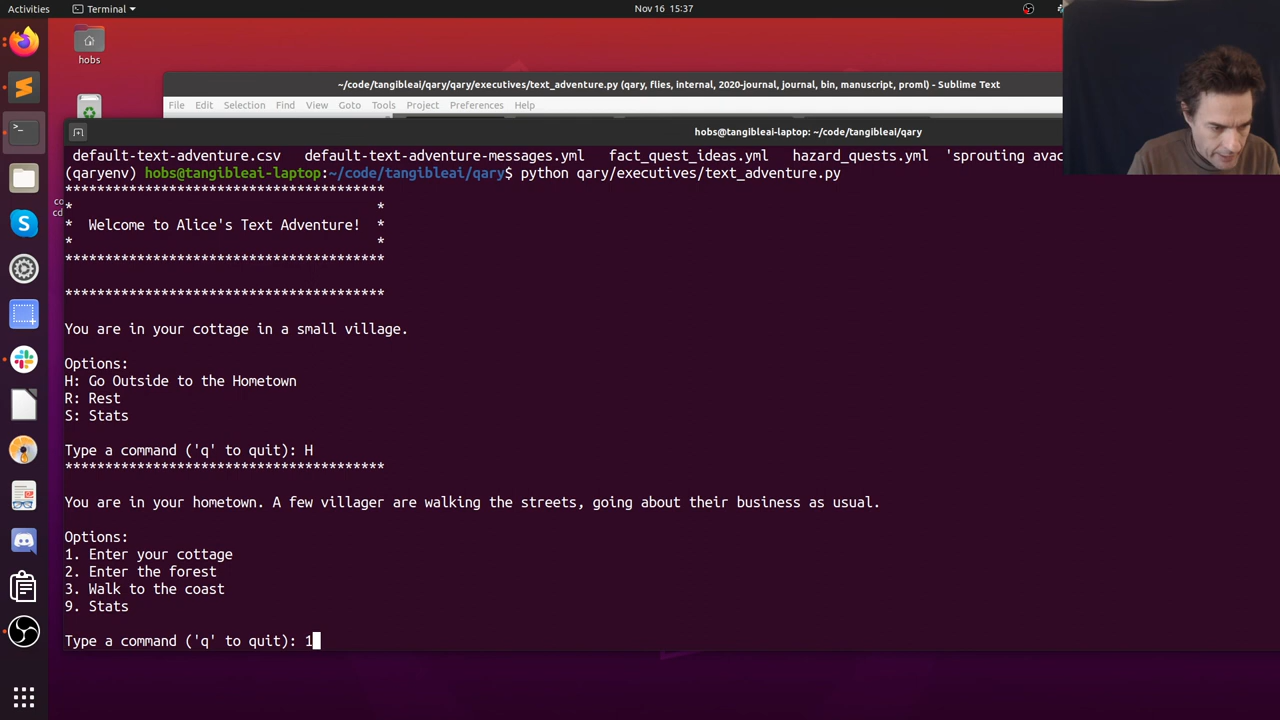 Activities
Terminal
Nov 16 15:37
hobs
~/code/tangibleai/qary/qary/executives/text_adventure.py (qary, flies, internal, 2020-journal, journal, bin, manuscript, proml) - Sublime Text
File Edit Selection Find View Goto Tools Project Preferences Help
hobs@tangibleai-laptop: ~/code/tangibleai/qary
default-text-adventure.csv default-text-adventure-messages.yml fact_quest_ideas.yml hazard_quests.yml 'sprouting avac
(qaryenv) hobs@tangibleai-laptop:~/code/tangibleai/qary$ python qary/executives/text_adventure.py
****************************************
* *
* Welcome to Alice's Text Adventure! *
* *
****************************************
****************************************
You are in your cottage in a small village.
Options:
H: Go Outside to the Hometown
R: Rest
S: Stats
Type a command ('q' to quit): H
****************************************
You are in your hometown. A few villager are walking the streets, going about their business as usual.
Options:
1. Enter your cottage
2. Enter the forest
3. Walk to the coast
9. Stats
Type a command ('q' to quit): 1